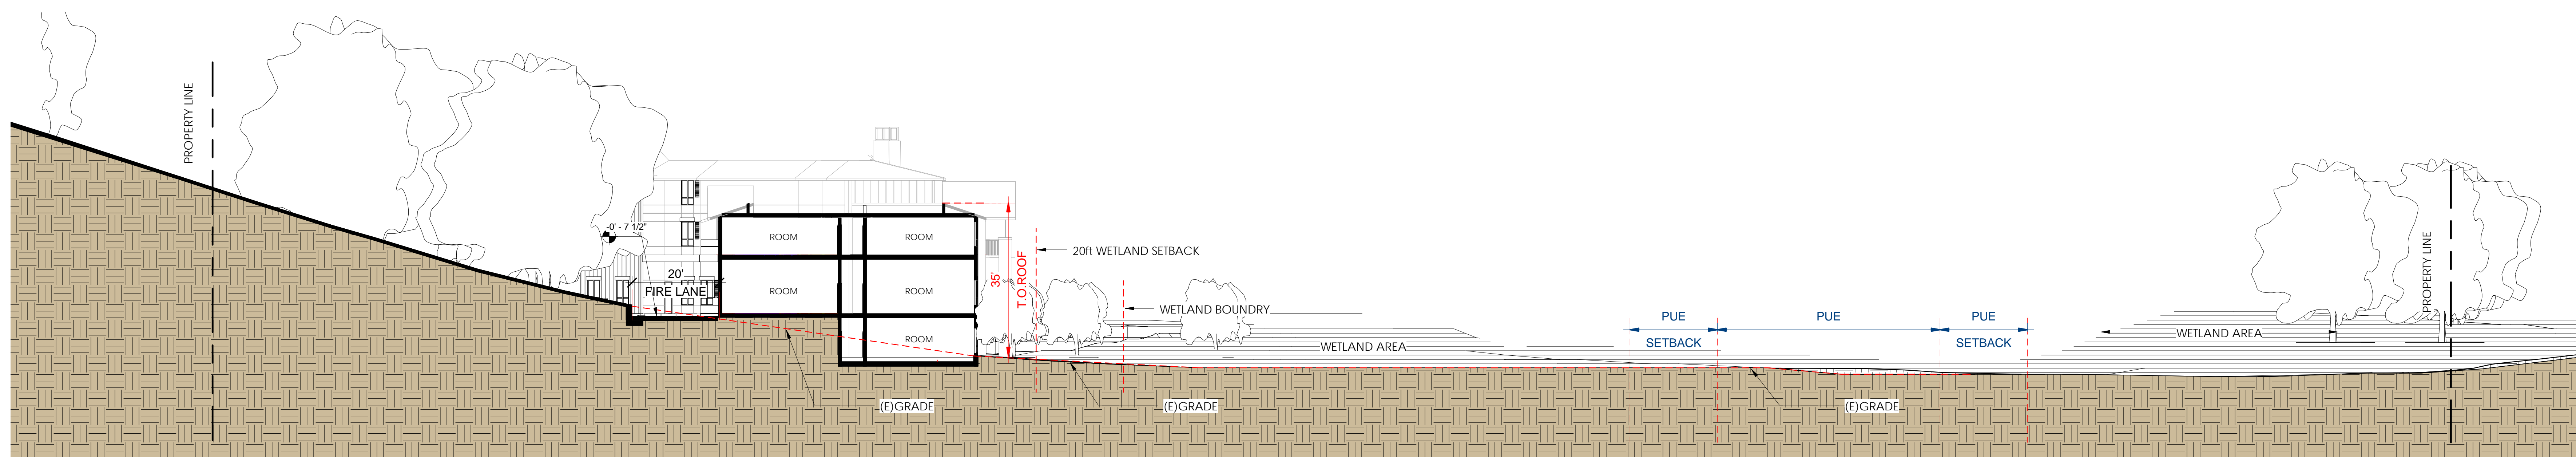 PROPERTY LINE
-0' - 7 1/2"
20'
FIRE LANE
ROOM
ROOM
ROOM
ROOM
ROOM
35'
T.O.ROOF
20ft WETLAND SETBACK
WETLAND BOUNDRY
WETLAND AREA
(E)GRADE
(E)GRADE
PUE
SETBACK
PUE
PUE
SETBACK
(E)GRADE
WETLAND AREA
PROPERTY LINE